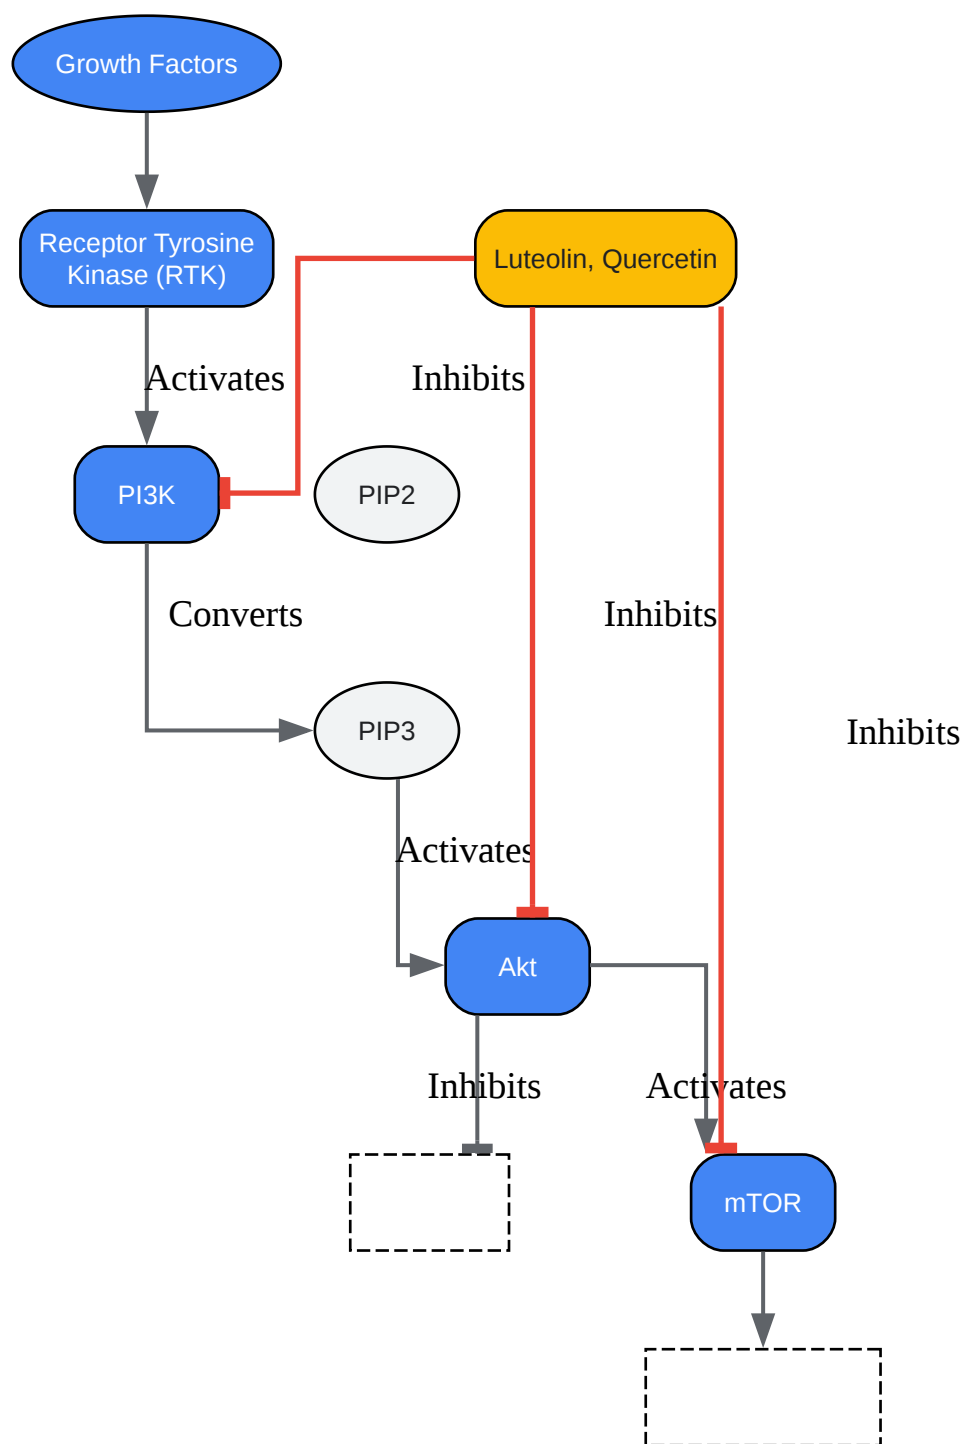 Growth Factors
Receptor Tyrosine
Kinase (RTK)
Luteolin, Quercetin
Activates
Inhibits
PI3K
PIP2
Converts
Inhibits
PIP3
Inhibits
Activates
Akt
Inhibits
Activates
mTOR